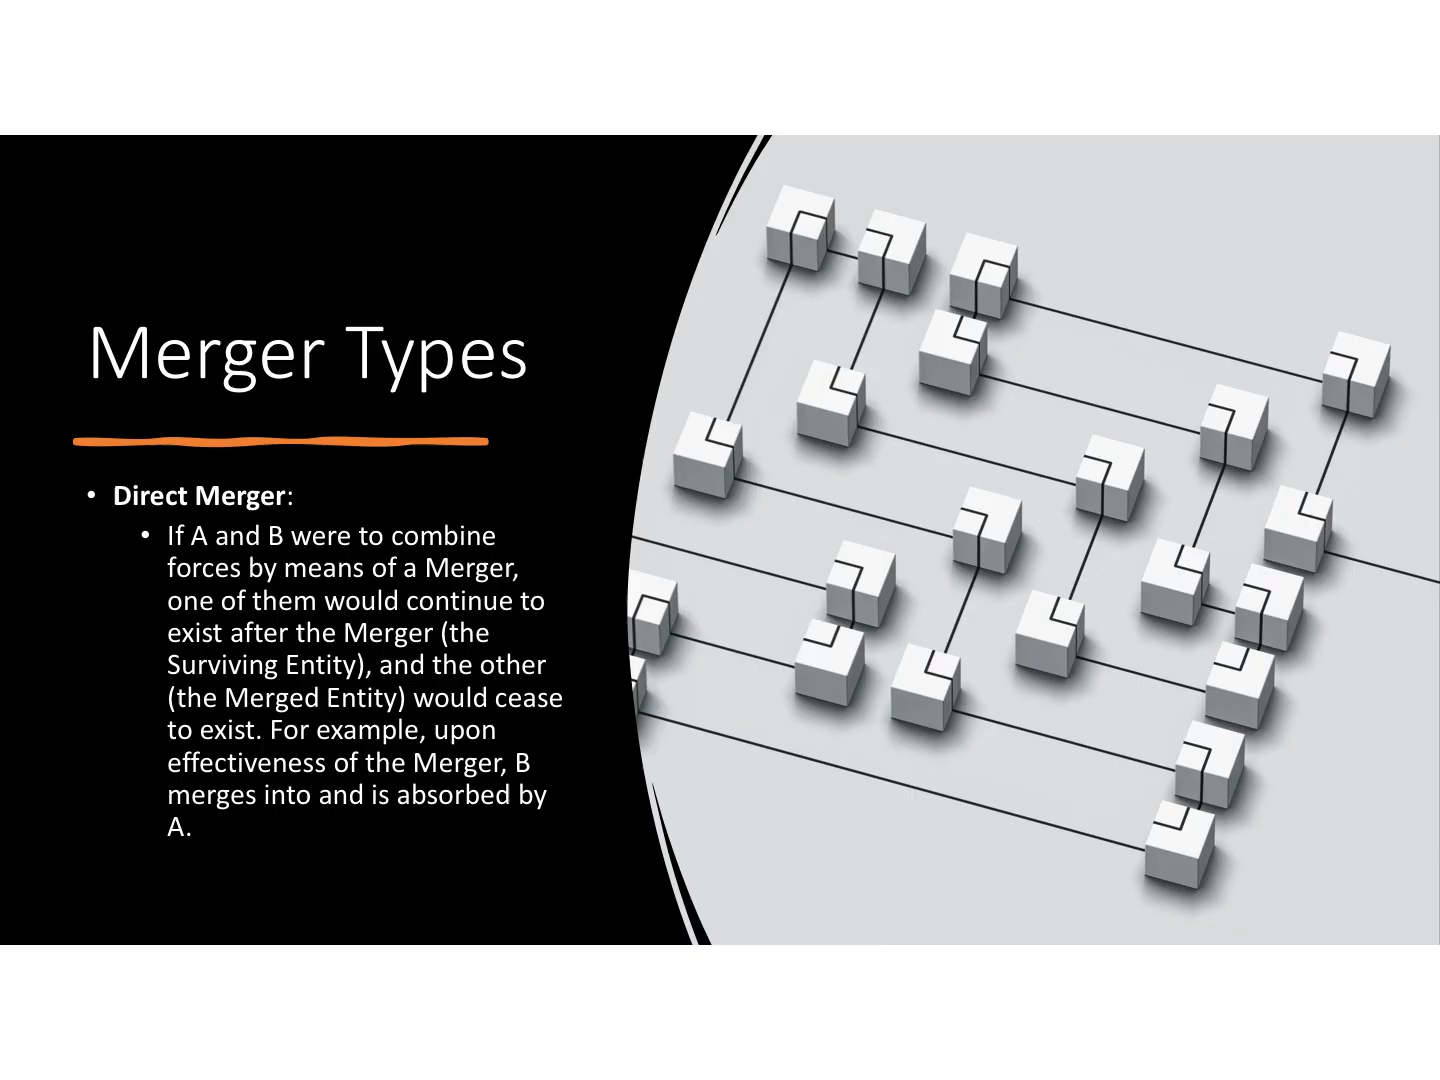 Merger Types
• Direct Merger:
• If A and B were to combine
forces by means of a Merger,
one of them would continue to
exist after the Merger (the
Surviving Entity), and the other
(the Merged Entity) would cease
to exist. For example, upon
effectiveness of the Merger, B
merges into and is absorbed by
A.